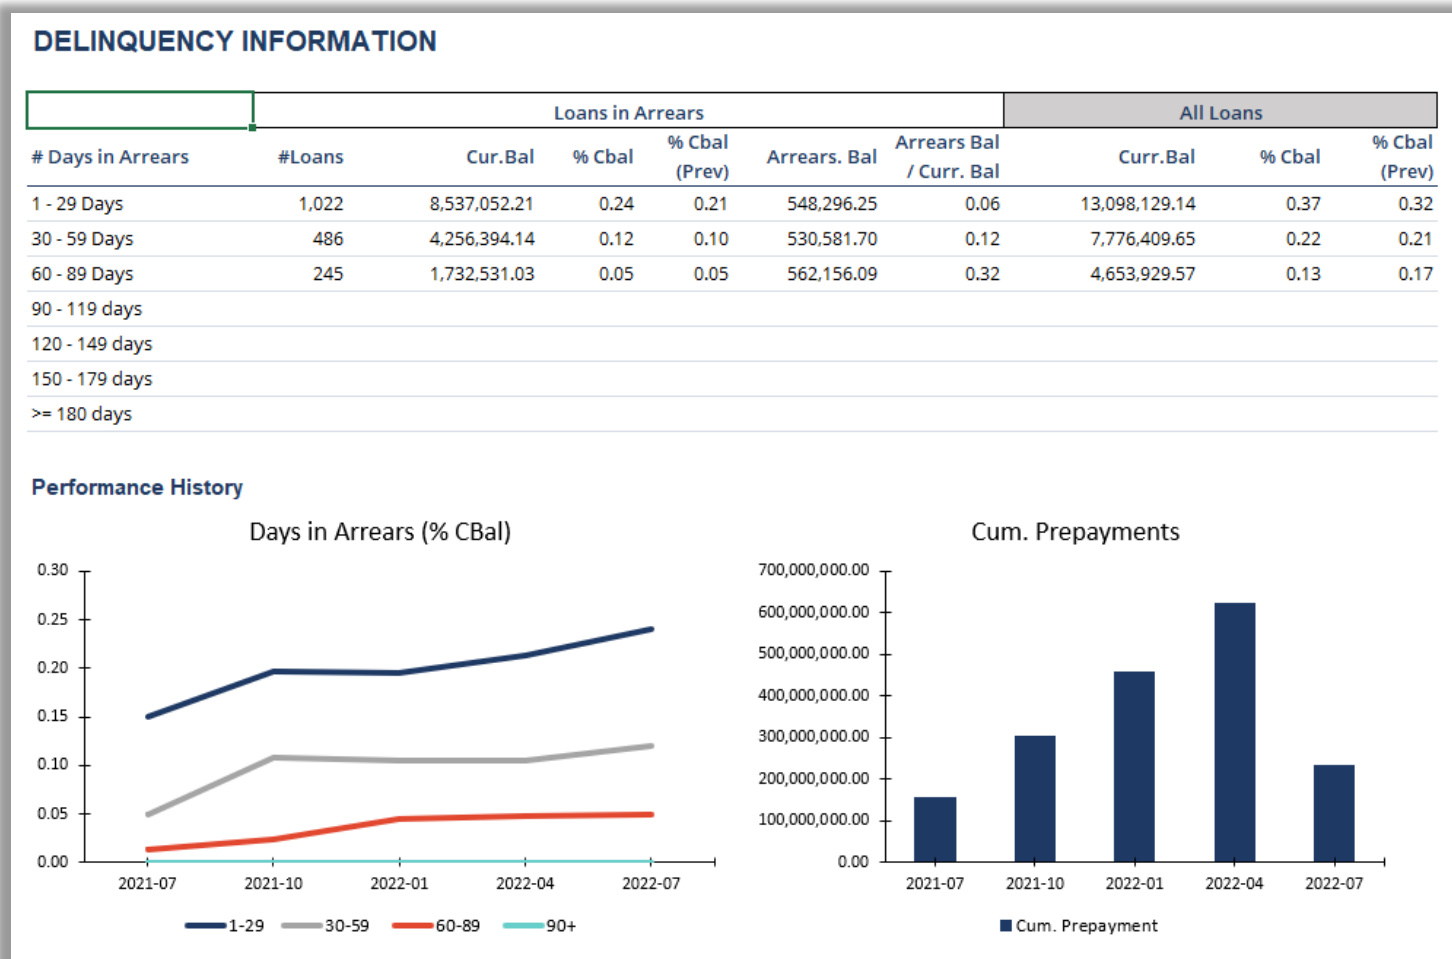 DELINQUENCY INFORMATION
Loans in Arrears All Loans
# Days in Arrears #Loans Cur.Bal % Cbal % Cbal (Prev) Arrears. Bal Arrears Bal / Curr. Bal Curr.Bal % Cbal % Cbal (Prev)
1 - 29 Days 1,022 8,537,052.21 0.24 0.21 548,296.25 0.06 13,098,129.14 0.37 0.32
30 - 59 Days 486 4,256,394.14 0.12 0.10 530,581.70 0.12 7,776,409.65 0.22 0.21
60 - 89 Days 245 1,732,531.03 0.05 0.05 562,156.09 0.32 4,653,929.57 0.13 0.17
90 - 119 days
120 - 149 days
150 - 179 days
>= 180 days
Performance History
Days in Arrears (% CBal)
0.30
0.25
0.20
0.15
0.10
0.05
0.00
2021-07 2021-10 2022-01 2022-04 2022-07
1-29 30-59 60-89 90+
Cum. Prepayments
700,000,000.00
600,000,000.00
500,000,000.00
400,000,000.00
300,000,000.00
200,000,000.00
100,000,000.00
0.00
2021-07 2021-10 2022-01 2022-04 2022-07
Cum. Prepayment